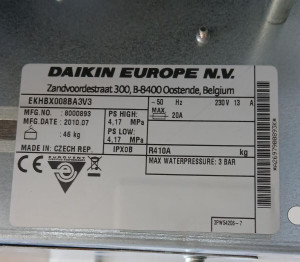 DAIKIN EUROPE N.V.
Zandvoordestraat 300, B-8400 Oostende, Belgium
EKHBX008BA3V3
~50 Hz 230V 13 A
MFG.NO. : 8000893
MFG.DATE : 2010.07
: 46 kg
PS HIGH: 4,17 MPa
PS LOW: 4,17 MPa
MAX 20A
MADE IN : CZECH REP.
IPX0B
R410A kg
MAX WATERPRESSURE: 3 BAR
EUROVENT